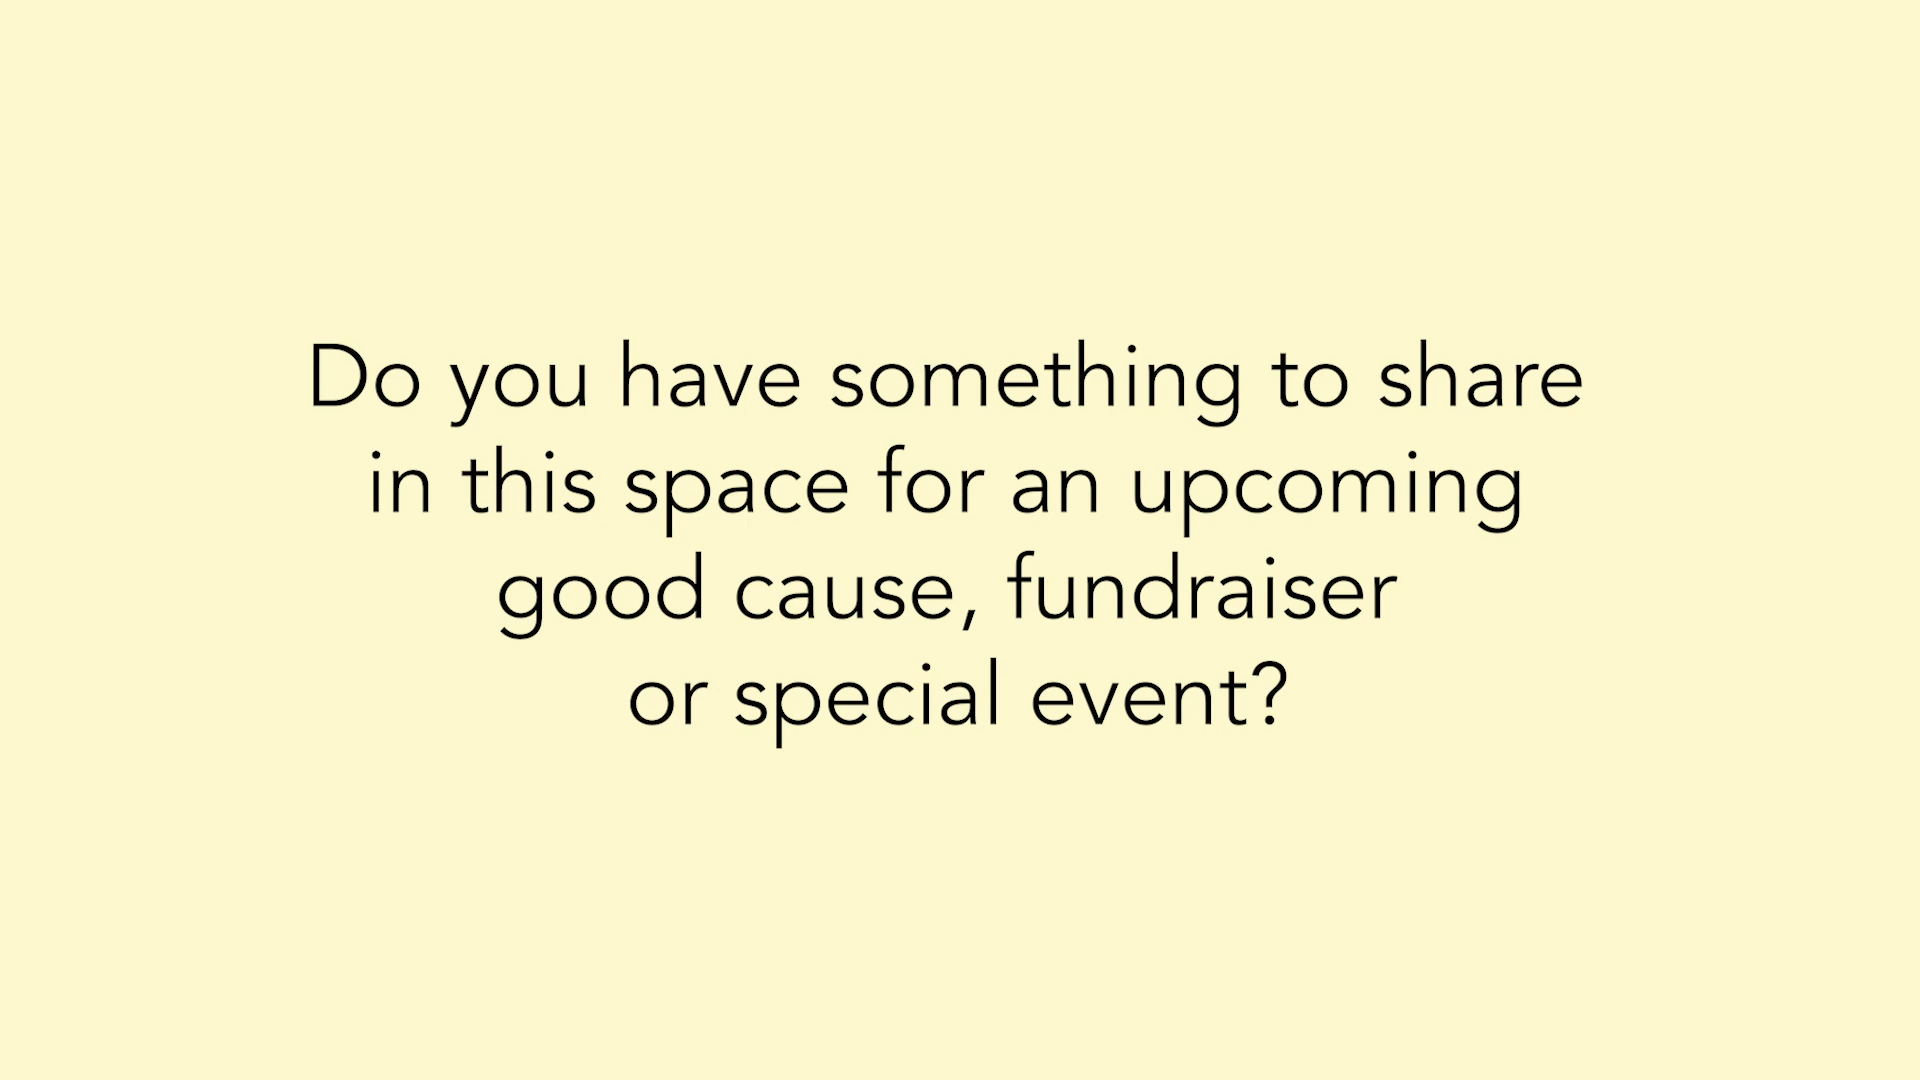 Do you have something to share
in this space for an upcoming
good cause, fundraiser
or special event?